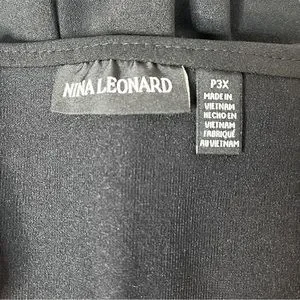 NINA LEONARD
P3X
MADE IN
VIETNAM
HECHO EN
VIETNAM
FABRIQUÉ
AU VIETNAM